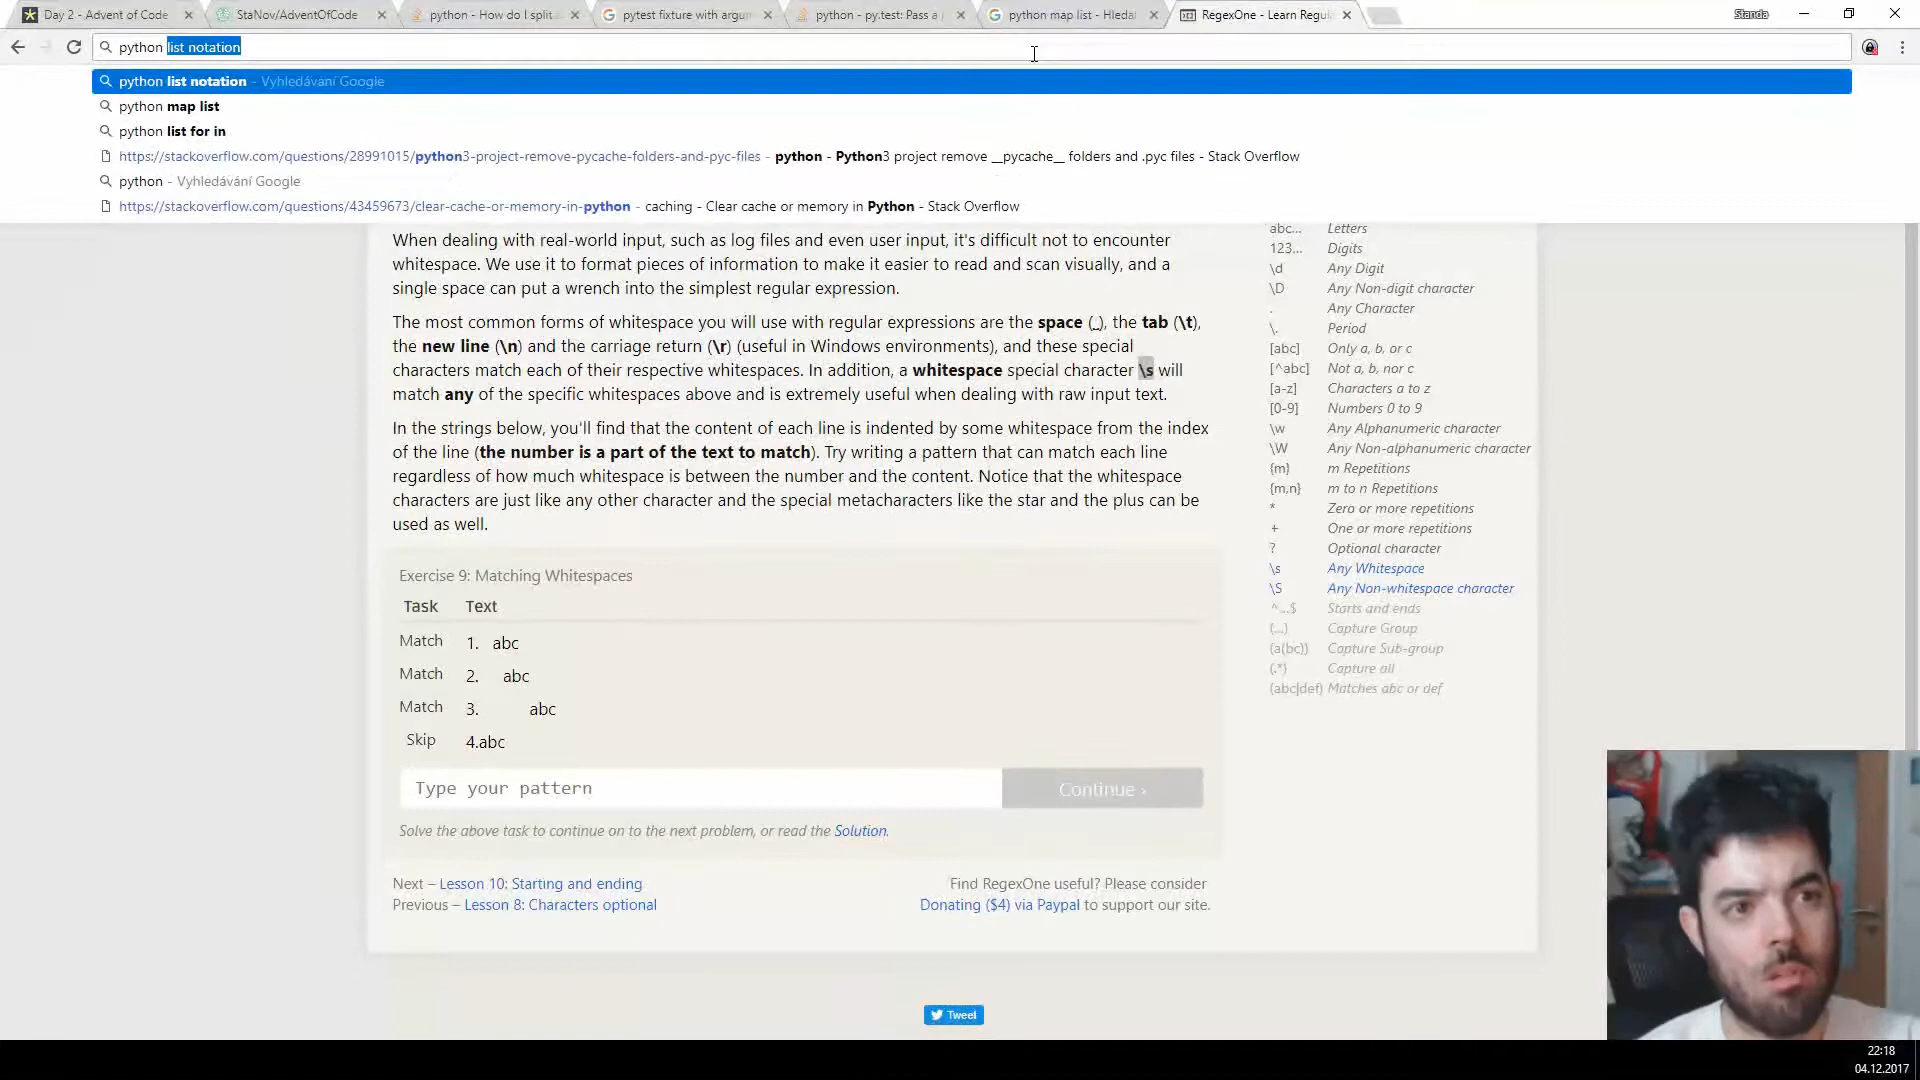 Day 2 - Advent of Code
StaNov/AdventOfCode
python - How do I split
pytest fixture with argum
python - py.test: Pass a
python map list - Hledat
RegexOne - Learn Regula
Standa
python list notation
python list notation - Vyhledávání Google
python map list
python list for in
https://stackoverflow.com/questions/28991015/python3-project-remove-pycache-folders-and-pyc-files - python - Python3 project remove __pycache__ folders and .pyc files - Stack Overflow
python - Vyhledávání Google
https://stackoverflow.com/questions/43459673/clear-cache-or-memory-in-python - caching - Clear cache or memory in Python - Stack Overflow
When dealing with real-world input, such as log files and even user input, it's difficult not to encounter
whitespace. We use it to format pieces of information to make it easier to read and scan visually, and a
single space can put a wrench into the simplest regular expression.
The most common forms of whitespace you will use with regular expressions are the space (_), the tab (\t),
the new line (\n) and the carriage return (\r) (useful in Windows environments), and these special
characters match each of their respective whitespaces. In addition, a whitespace special character \s will
match any of the specific whitespaces above and is extremely useful when dealing with raw input text.
In the strings below, you'll find that the content of each line is indented by some whitespace from the index
of the line (the number is a part of the text to match). Try writing a pattern that can match each line
regardless of how much whitespace is between the number and the content. Notice that the whitespace
characters are just like any other character and the special metacharacters like the star and the plus can be
used as well.
Exercise 9: Matching Whitespaces
Task Text
Match 1. abc
Match 2. abc
Match 3. abc
Skip 4.abc
Type your pattern
Continue ›
Solve the above task to continue on to the next problem, or read the Solution.
Next – Lesson 10: Starting and ending
Previous – Lesson 8: Characters optional
Find RegexOne useful? Please consider
Donating ($4) via Paypal to support our site.
Tweet
abc... Letters
123... Digits
\d Any Digit
\D Any Non-digit character
. Any Character
\. Period
[abc] Only a, b, or c
[^abc] Not a, b, nor c
[a-z] Characters a to z
[0-9] Numbers 0 to 9
\w Any Alphanumeric character
\W Any Non-alphanumeric character
{m} m Repetitions
{m,n} m to n Repetitions
* Zero or more repetitions
+ One or more repetitions
? Optional character
\s Any Whitespace
\S Any Non-whitespace character
^...$ Starts and ends
(...) Capture Group
(a(bc)) Capture Sub-group
(.*) Capture all
(abc|def) Matches abc or def
22:18
04.12.2017